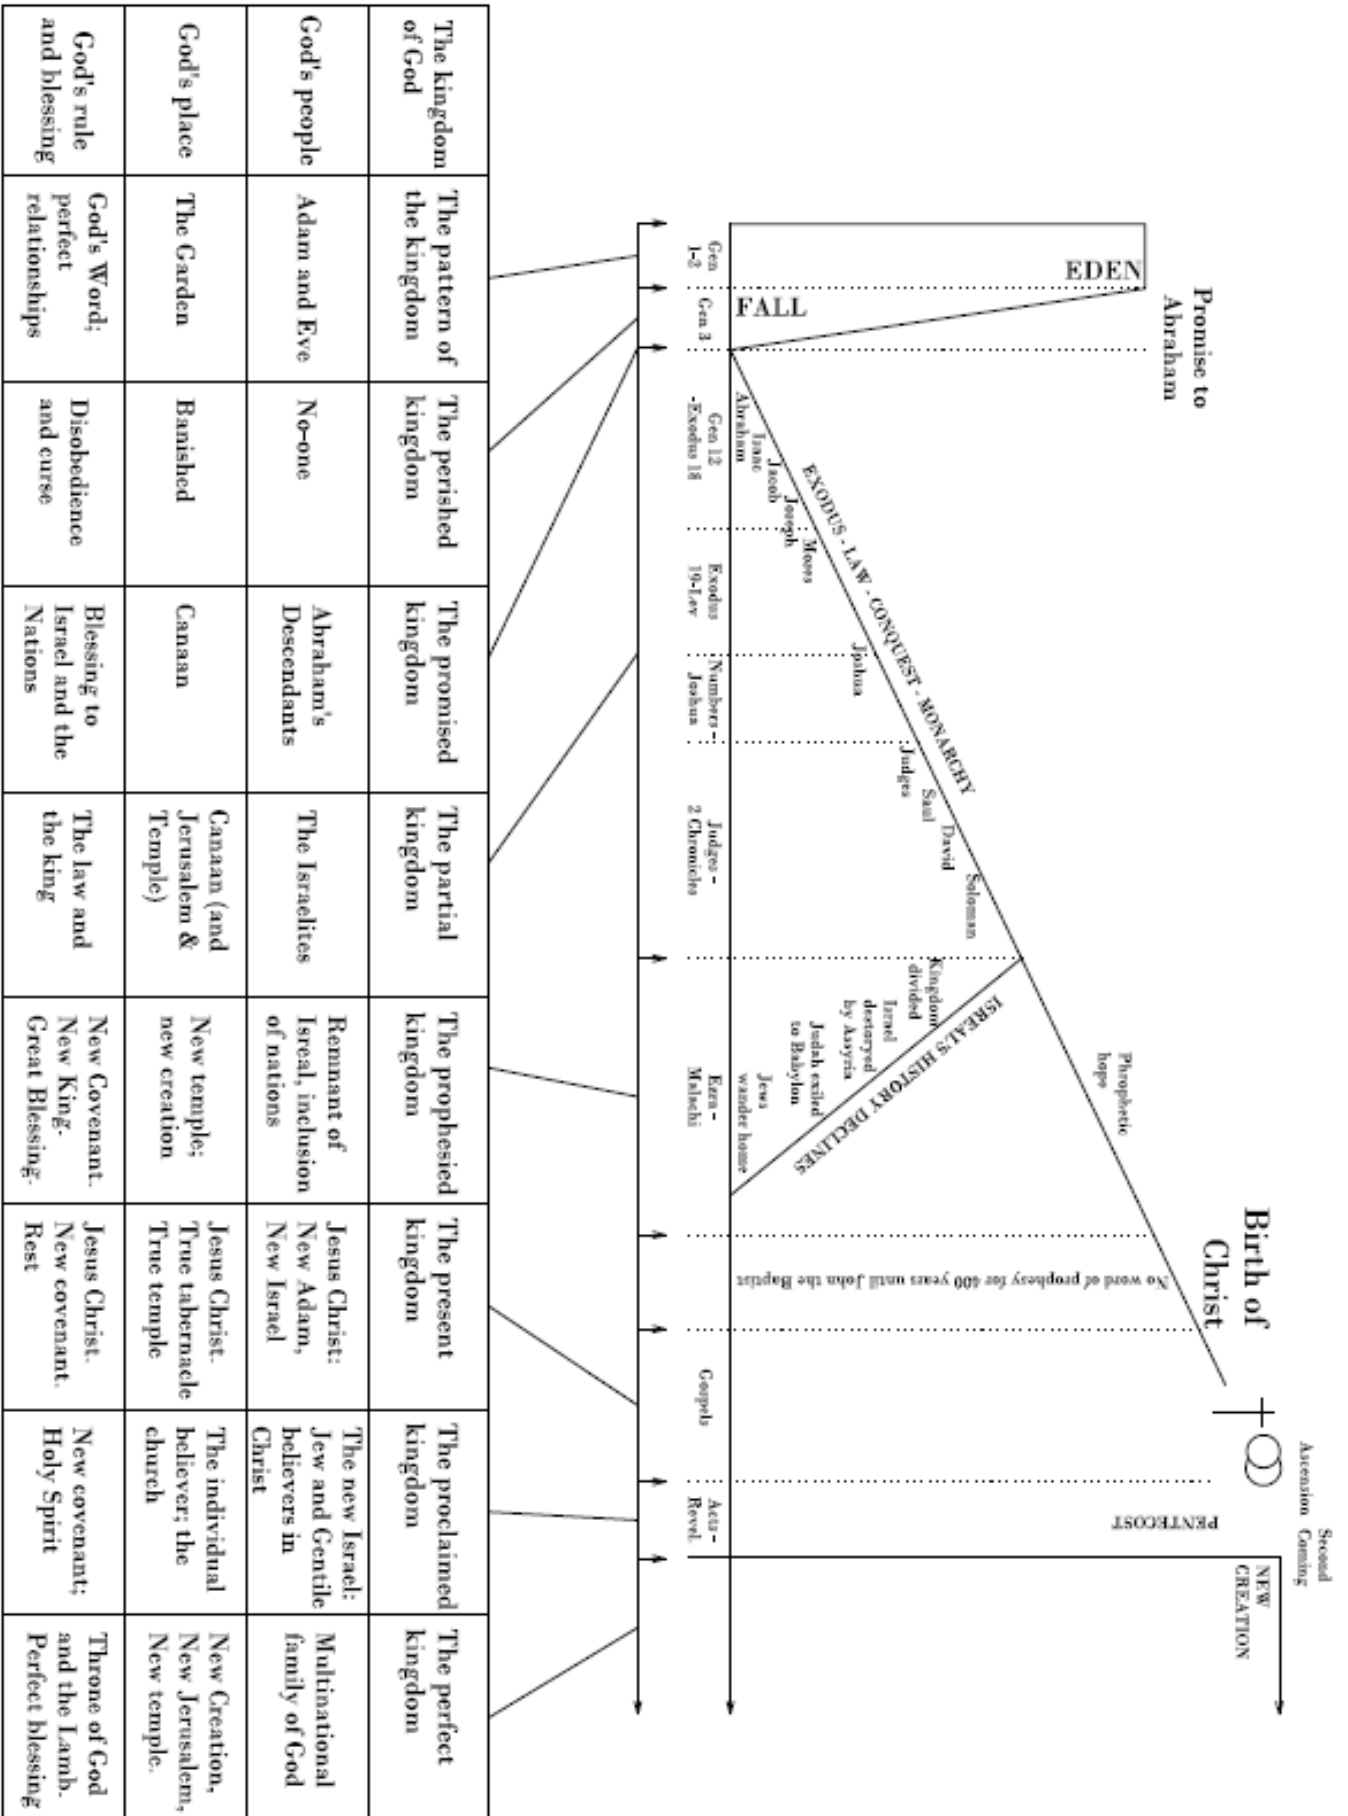 Promise to
Abraham
Birth of
Christ
Ascension
Second
Coming
EDEN
FALL
EXODUS - LAW - CONQUEST - MONARCHY
Abraham
Isaac
Jacob
Joseph
Moses
Joshua
Judges
Saul
David
Soloman
Phrophetic
hope
ISREAL'S HISTORY DECLINES
Kingdom
divided
Israel
destoryed
by Assyria
Judah exiled
to Babylon
Jews
wander home
No word of prophesy for 400 years until John the Baptist
PENTECOST
NEW
CREATION
Gen
1-2
Gen 3
Gen 12
-Exodus 18
Exodus
19-Lev
Numbers -
Joshua
Judges -
2 Chronicles
Ezra -
Malachi
Gospels
Acts -
Revel.
The kingdom
of God
The pattern of
the kingdom
The perished
kingdom
The promised
kingdom
The partial
kingdom
The prophesied
kingdom
The present
kingdom
The proclaimed
kingdom
The perfect
kingdom
God's people
Adam and Eve
No-one
Abraham's
Descendants
The Israelites
Remnant of
Isreal, inclusion
of nations
Jesus Christ:
New Adam,
New Israel
The new Israel:
Jew and Gentile
believers in
Christ
Multinational
family of God
God's place
The Garden
Banished
Canaan
Canaan (and
Jerusalem &
Temple)
New temple;
new creation
Jesus Christ.
True tabernacle
True temple
The individual
believer; the
church
New Creation,
New Jerusalem,
New temple.
God's rule
and blessing
God's Word;
perfect
relationships
Disobedience
and curse
Blessing to
Israel and the
Nations
The law and
the king
New Covenant.
New King.
Great Blessing.
Jesus Christ.
New covenant.
Rest
New covenant;
Holy Spirit
Throne of God
and the Lamb.
Perfect blessing